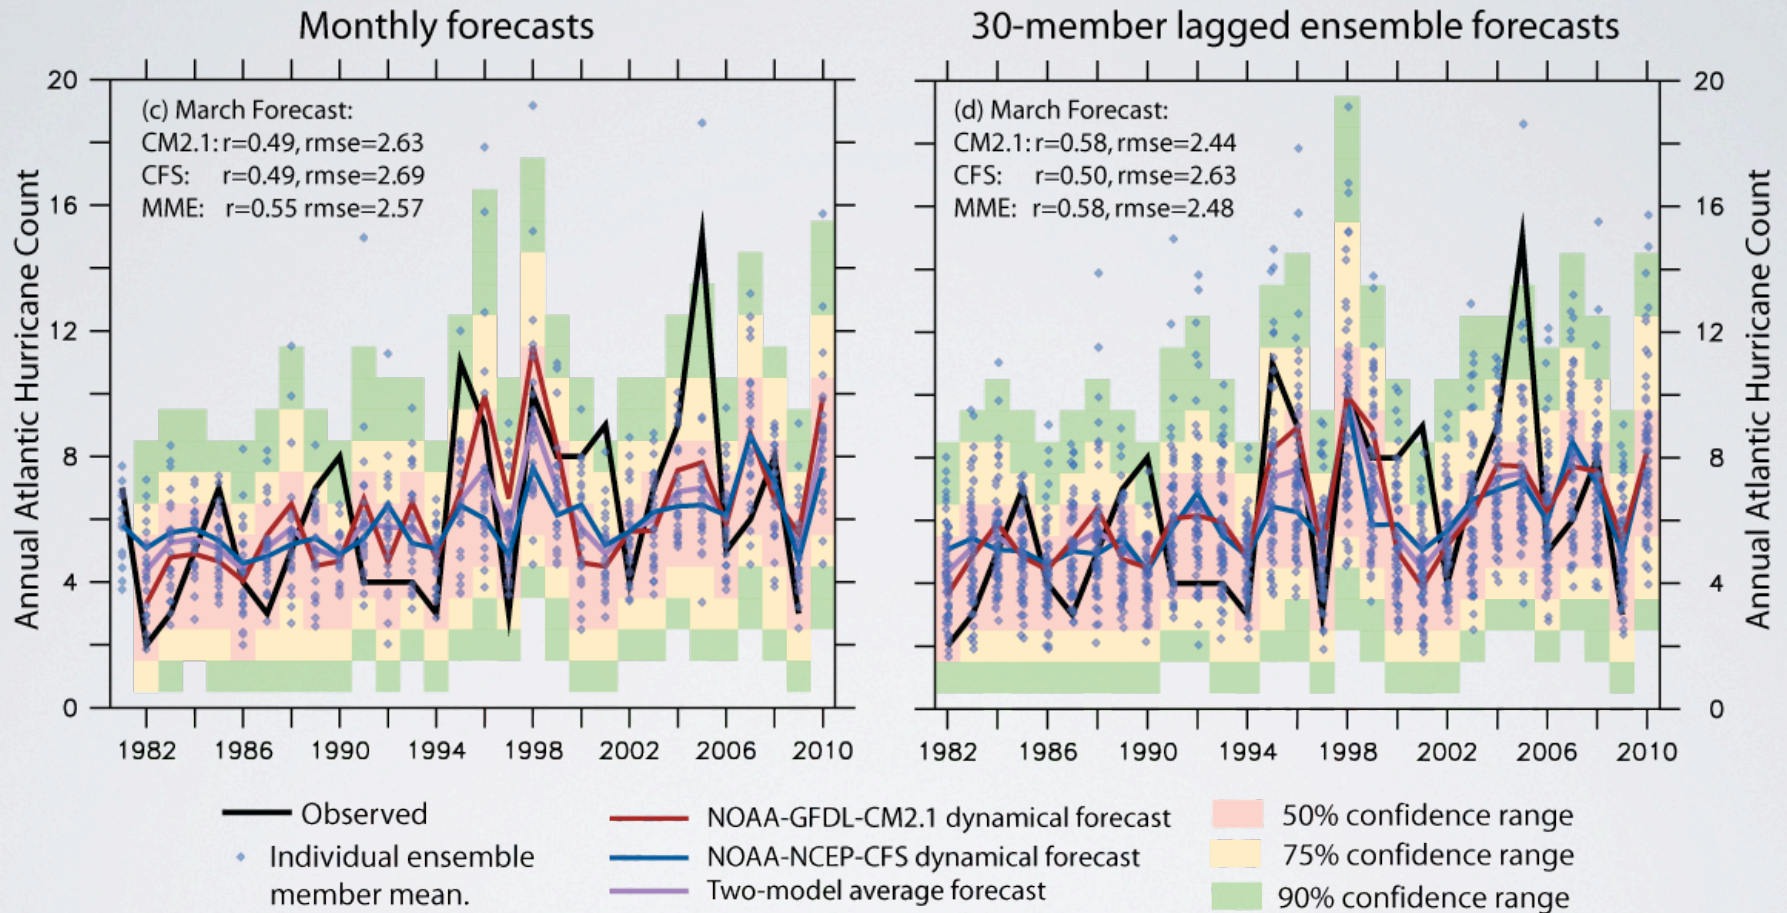 Monthly forecasts
30-member lagged ensemble forecasts
Annual Atlantic Hurricane Count
20
16
12
8
4
0
(c) March Forecast:
CM2.1: r=0.49, rmse=2.63
CFS: r=0.49, rmse=2.69
MME: r=0.55 rmse=2.57
1982 1986 1990 1994 1998 2002 2006 2010
(d) March Forecast:
CM2.1: r=0.58, rmse=2.44
CFS: r=0.50, rmse=2.63
MME: r=0.58, rmse=2.48
1982 1986 1990 1994 1998 2002 2006 2010
20
16
12
8
4
0
Annual Atlantic Hurricane Count
Observed
Individual ensemble
member mean.
NOAA-GFDL-CM2.1 dynamical forecast
NOAA-NCEP-CFS dynamical forecast
Two-model average forecast
50% confidence range
75% confidence range
90% confidence range